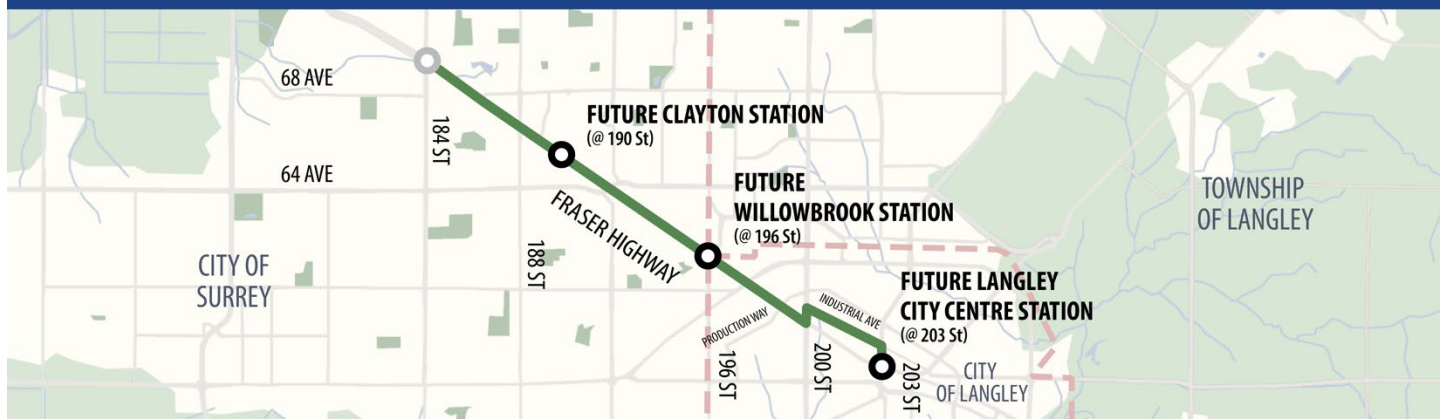 68 AVE
184 ST
FUTURE CLAYTON STATION
(@ 190 St)
64 AVE
FUTURE
WILLOWBROOK STATION
(@ 196 St)
TOWNSHIP
OF LANGLEY
FRASER HIGHWAY
188 ST
CITY OF
SURREY
FUTURE LANGLEY
CITY CENTRE STATION
(@ 203 St)
INDUSTRIAL AVE
PRODUCTION WAY
196 ST
200 ST
203 ST
CITY
OF LANGLEY